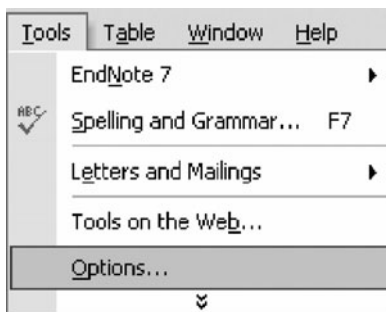 Tools Table Window Help
EndNote 7
ABC
Spelling and Grammar... F7
Letters and Mailings
Tools on the Web...
Options...